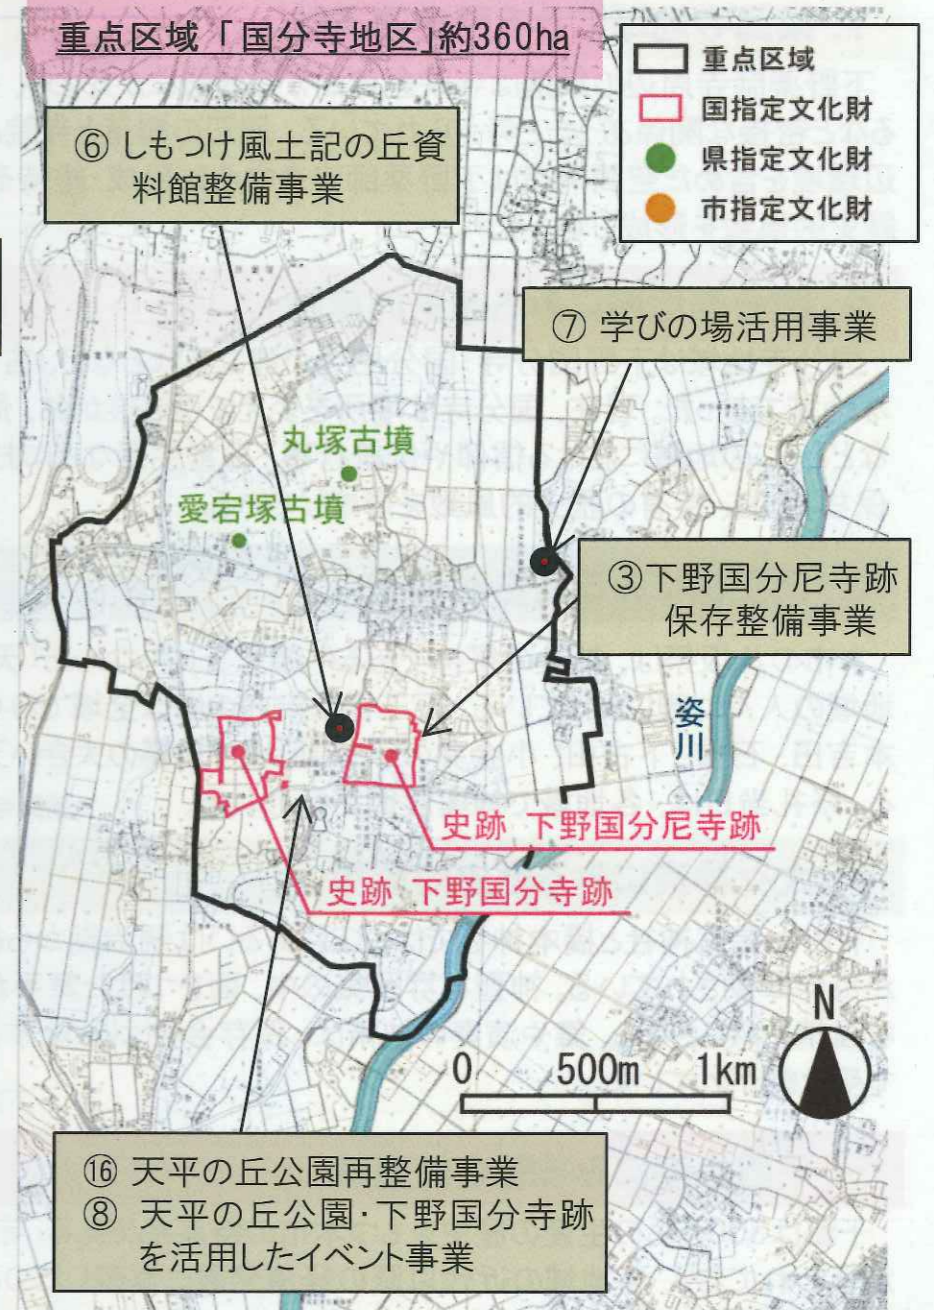 重点区域「国分寺地区」約360ha
重点区域
国指定文化財
県指定文化財
市指定文化財
⑥ しもつけ風土記の丘資
料館整備事業
⑦ 学びの場活用事業
丸塚古墳
愛宕塚古墳
③下野国分尼寺跡
保存整備事業
姿川
史跡 下野国分尼寺跡
史跡 下野国分寺跡
N
0 500m 1km
⑯ 天平の丘公園再整備事業
⑧ 天平の丘公園・下野国分寺跡
を活用したイベント事業